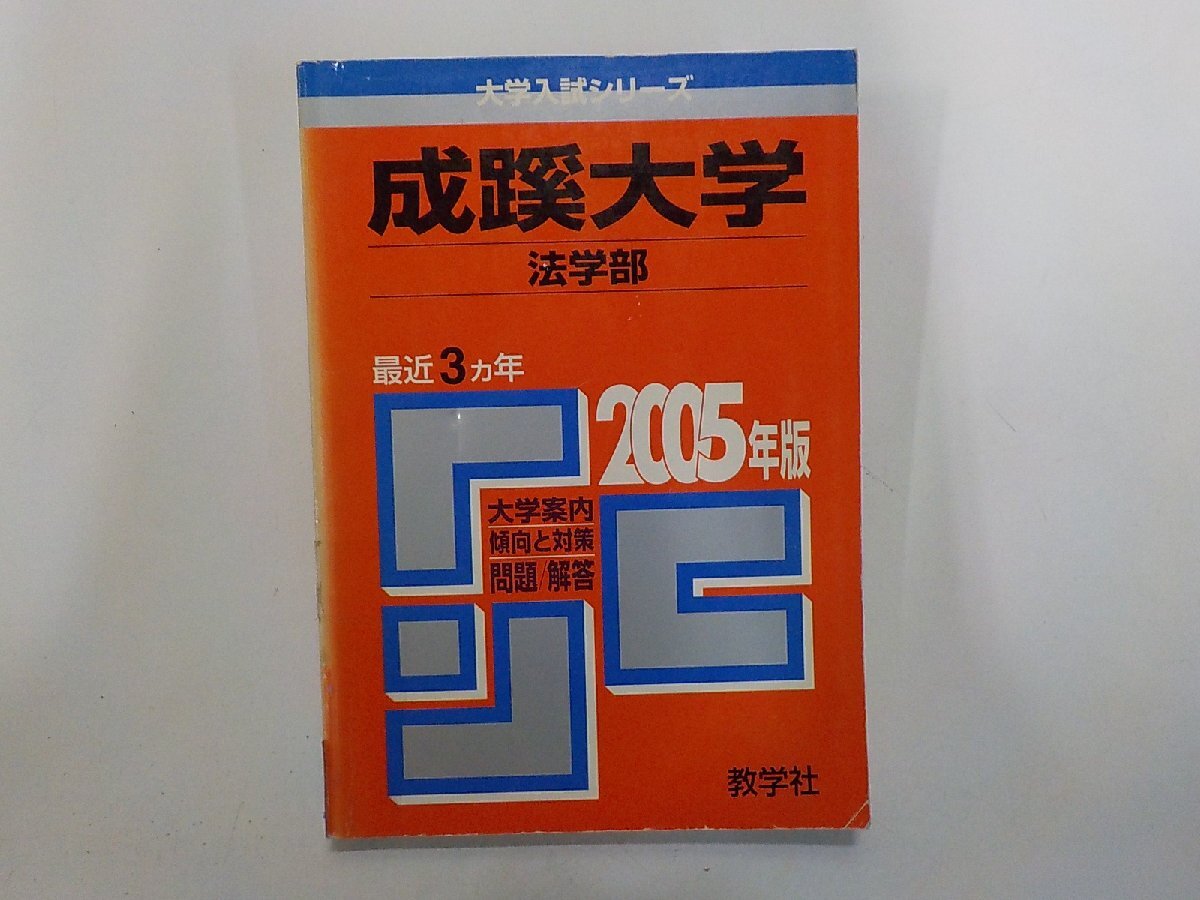 大学入試シリーズ
成蹊大学
法学部
最近3ヵ年
2005年版
大学案内
傾向と対策
問題/解答
教学社